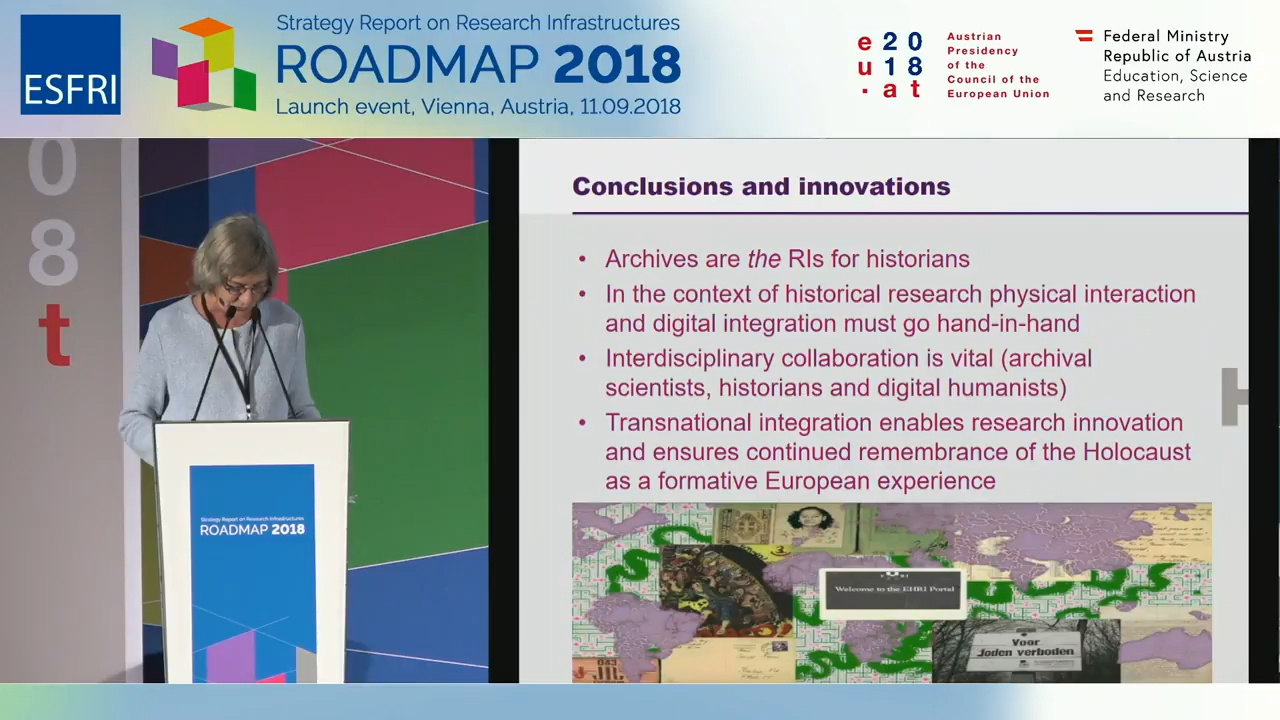 ESFRI
Strategy Report on Research Infrastructures
ROADMAP 2018
Launch event, Vienna, Austria, 11.09.2018
e 20
u 18
. at
Austrian
Presidency
of the
Council of the
European Union
Federal Ministry
Republic of Austria
Education, Science
and Research
0
8
t
Conclusions and innovations
• Archives are the RIs for historians
• In the context of historical research physical interaction
and digital integration must go hand-in-hand
• Interdisciplinary collaboration is vital (archival
scientists, historians and digital humanists)
• Transnational integration enables research innovation
and ensures continued remembrance of the Holocaust
as a formative European experience
H
EHRI
Welcome to the EHRI Portal
Voor
Joden verboden
Strategy Report on Research Infrastructures
ROADMAP 2018